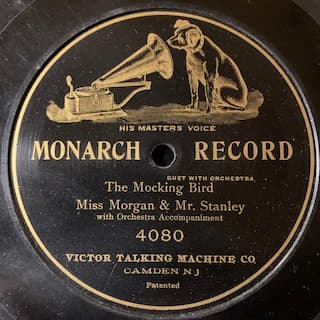 HIS MASTERS VOICE
MONARCH RECORD
DUET WITH ORCHESTRA
The Mocking Bird
Miss Morgan & Mr. Stanley
with Orchestra Accompaniment
4080
VICTOR TALKING MACHINE CO.
CAMDEN N J
Patented